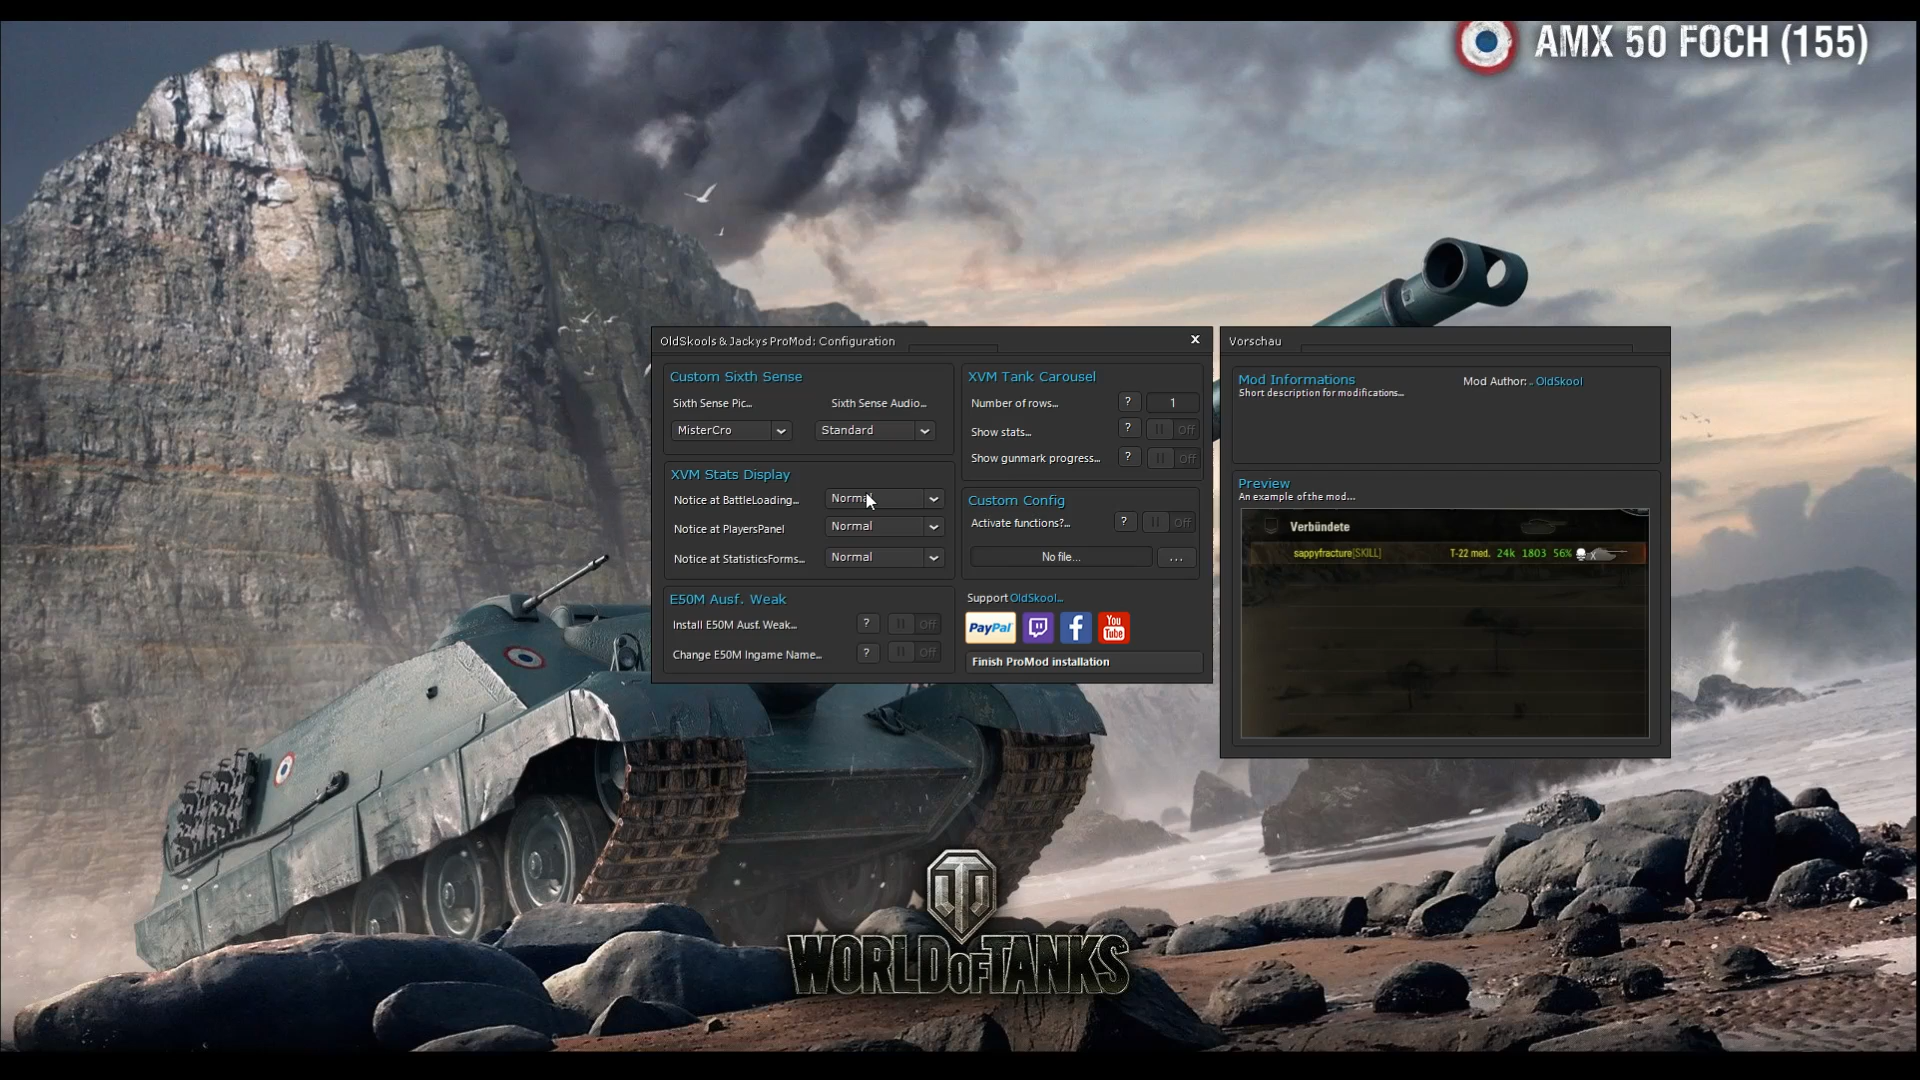 AMX 50 FOCH (155)
OldSkools & Jackys ProMod: Configuration
x
Custom Sixth Sense
Sixth Sense Pic...
Sixth Sense Audio...
MisterCro
Standard
XVM Stats Display
Notice at BattleLoading...
Normal
Notice at PlayersPanel
Normal
Notice at StatisticsForms...
Normal
E50M Ausf. Weak
Install E50M Ausf. Weak...
?
Off
Change E50M Ingame Name...
?
Off
XVM Tank Carousel
Number of rows...
?
1
Show stats...
?
Off
Show gunmark progress...
?
Off
Custom Config
Activate functions?...
?
Off
No file...
...
Support OldSkool...
PayPal
You
Tube
Finish ProMod installation
Vorschau
Mod Informations
Mod Author: .. OldSkool
Short description for modifications...
Preview
An example of the mod...
Verbündete
sappyfracture[SKILL] T-22 med. 24k 1803 56% X
WORLD OF TANKS